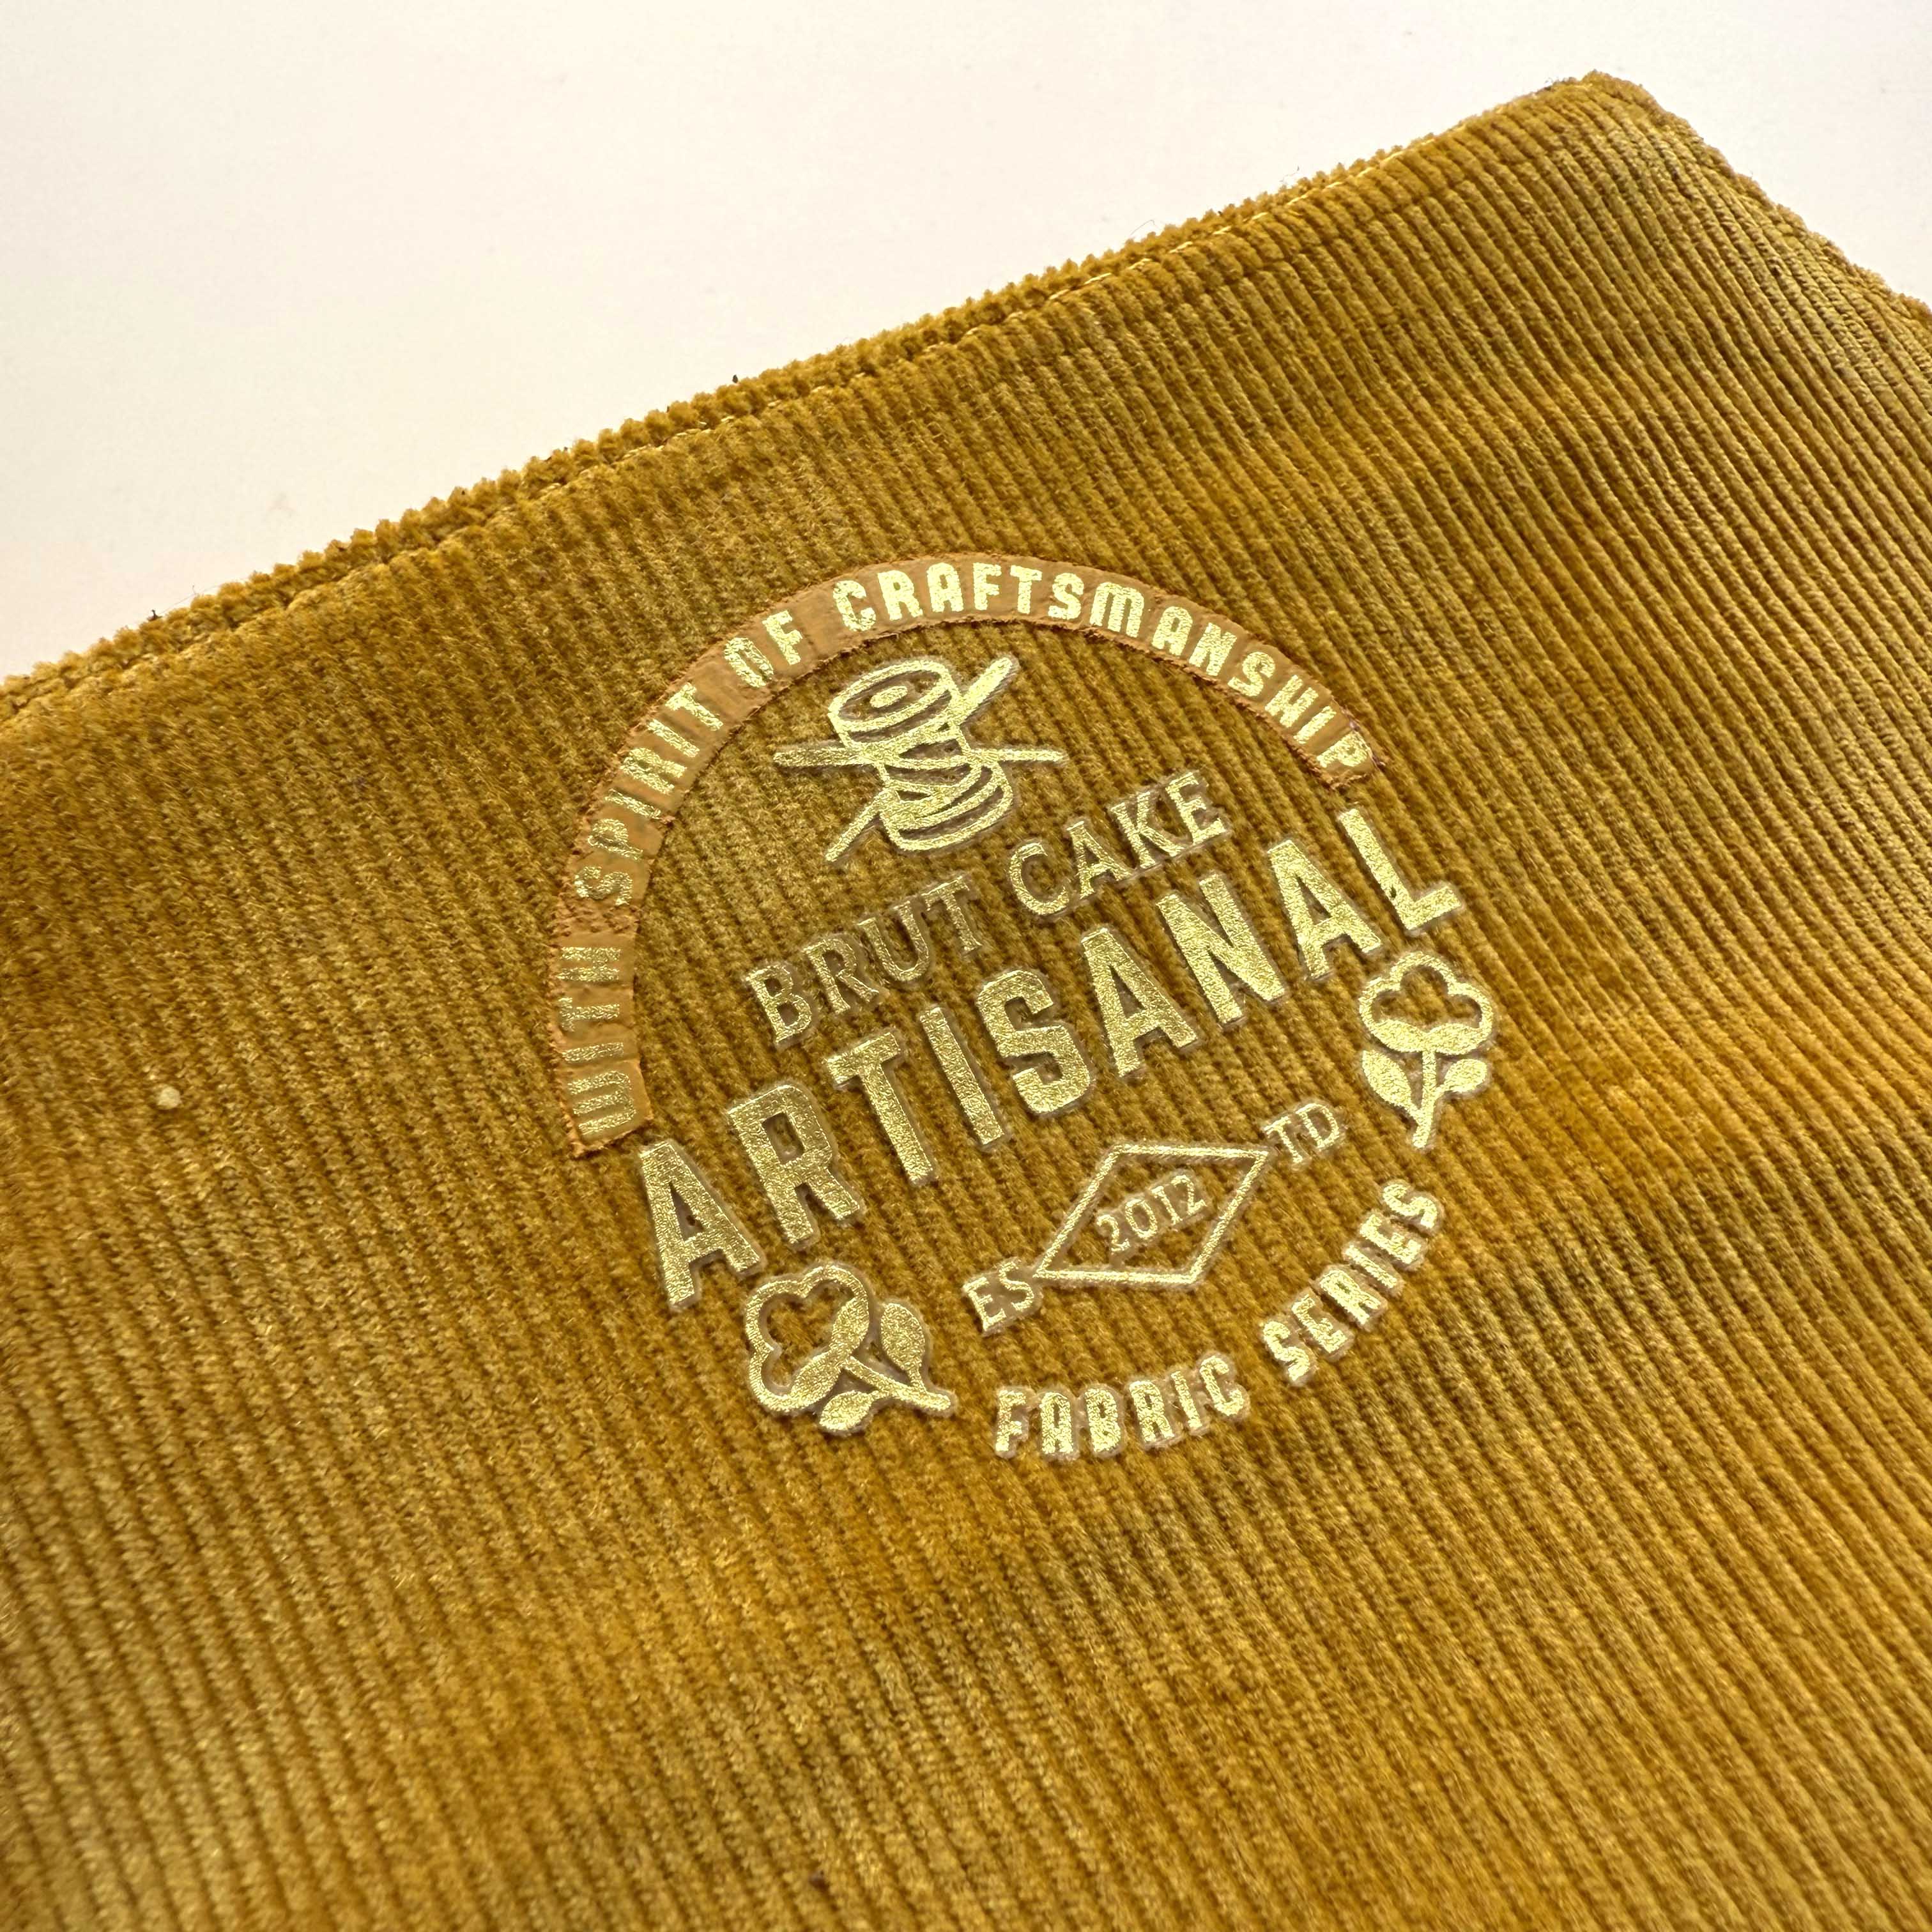 WITH SPIRIT OF CRAFTSMANSHIP
BRUT CAKE
ARTISANAL
ES 2012 TD
FABRIC SERIES